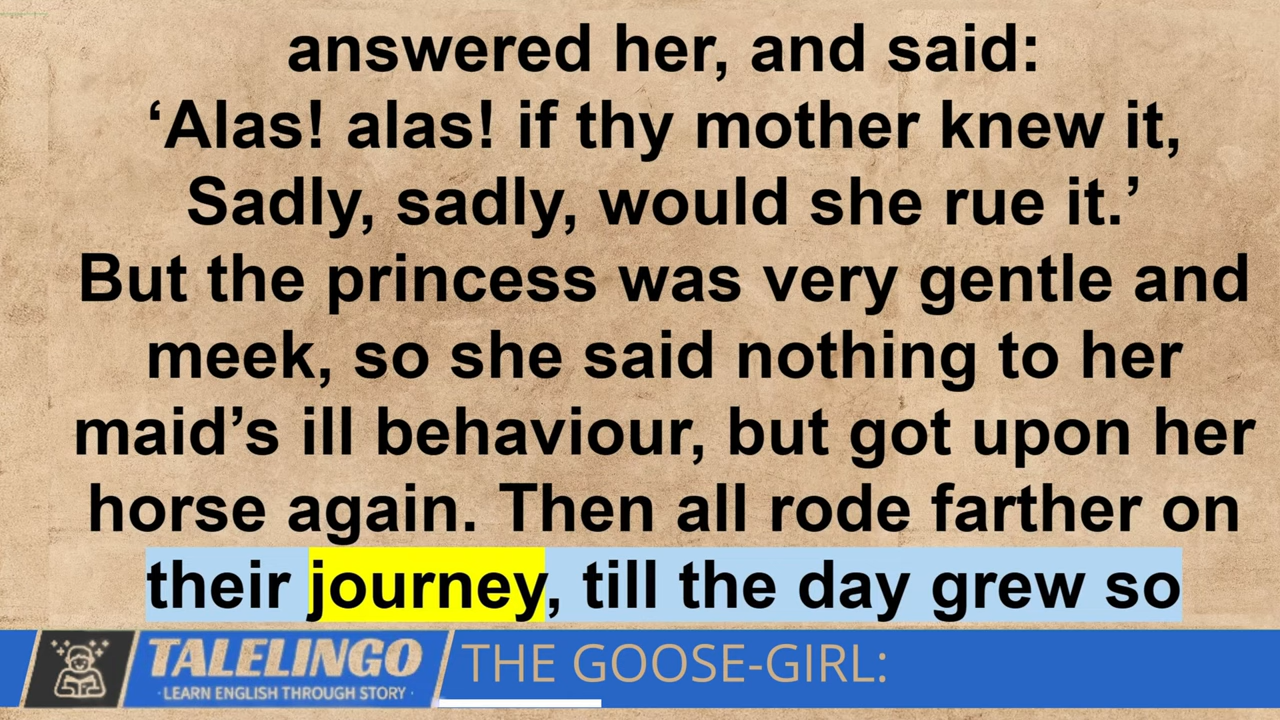 answered her, and said:
‘Alas! alas! if thy mother knew it,
Sadly, sadly, would she rue it.’
But the princess was very gentle and
meek, so she said nothing to her
maid’s ill behaviour, but got upon her
horse again. Then all rode farther on
their journey, till the day grew so
TALELINGO
· LEARN ENGLISH THROUGH STORY ·
THE GOOSE-GIRL: